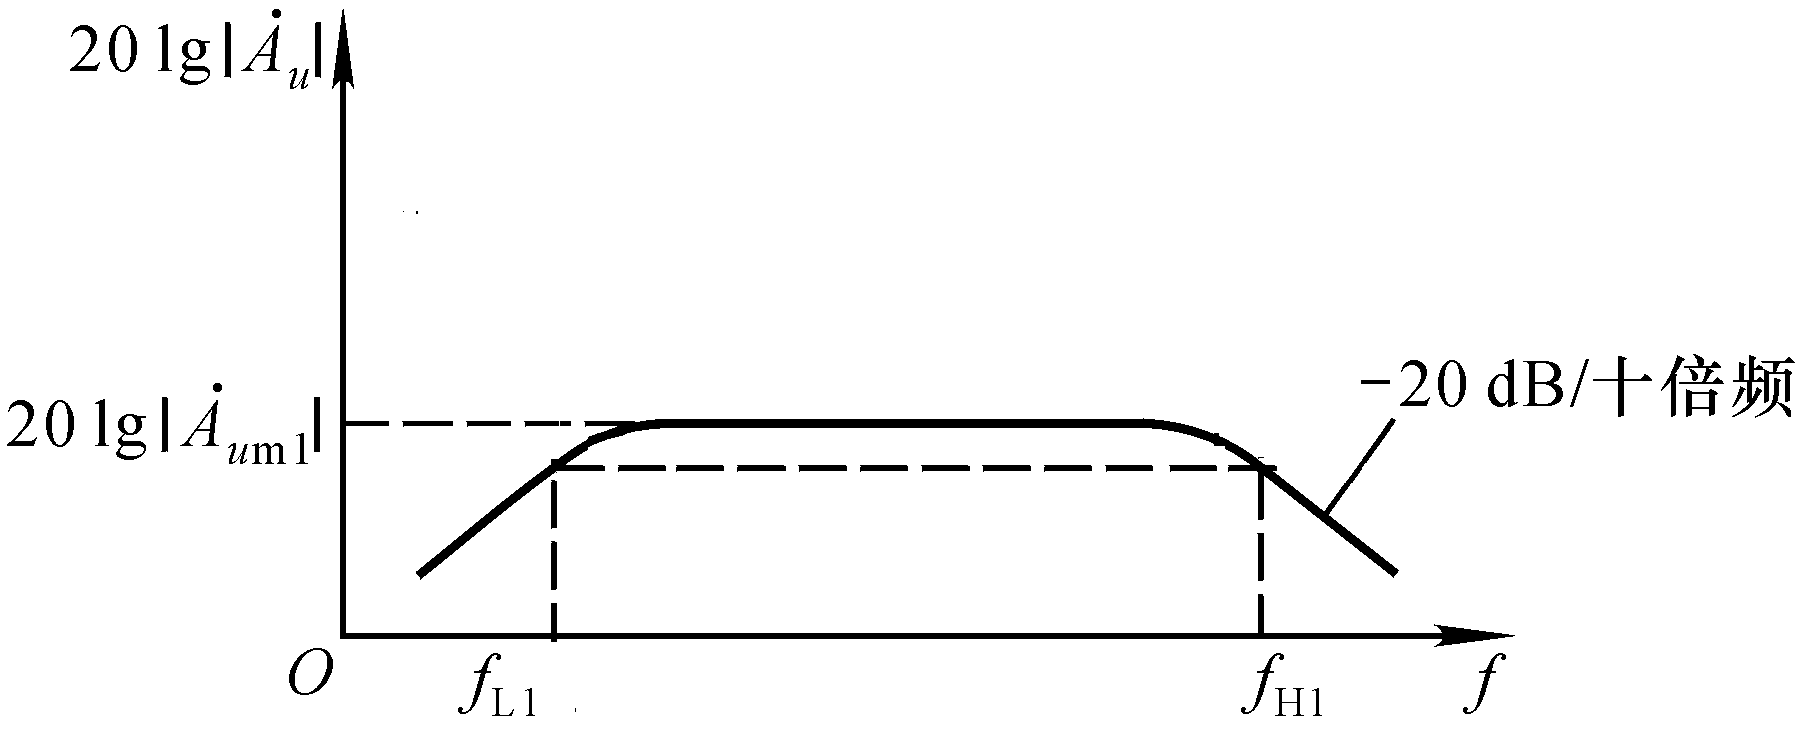 20 lg|Ȧu|
-20 dB/十倍频
20 lg|Ȧum1|
O fL1 fH1 f